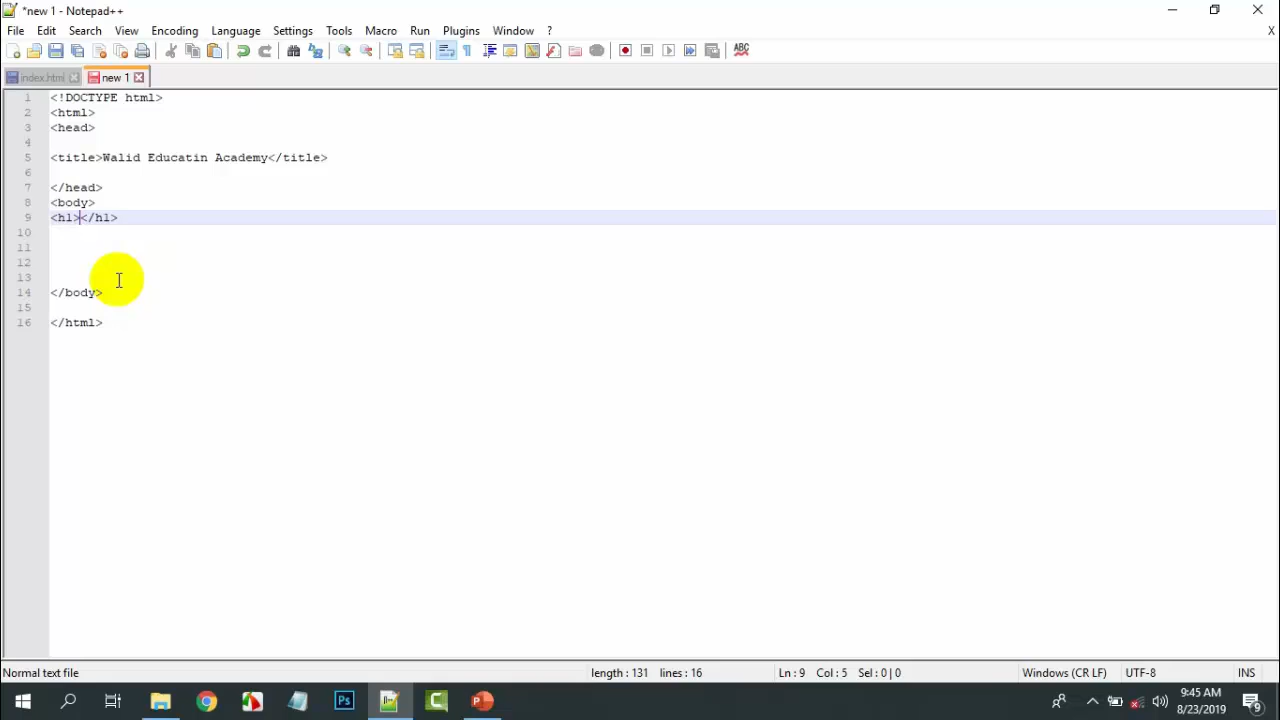 *new 1 - Notepad++
File Edit Search View Encoding Language Settings Tools Macro Run Plugins Window ? X
ABC
index.html new 1
1 <!DOCTYPE html>
2 <html>
3 <head>
4
5 <title>Walid Educatin Academy</title>
6
7 </head>
8 <body>
9 <h1></h1>
10
11
12
13
14 </body>
15
16 </html>
Normal text file length : 131 lines : 16 Ln : 9 Col : 5 Sel : 0 | 0 Windows (CR LF) UTF-8 INS
Ps
9:45 AM
8/23/2019
9